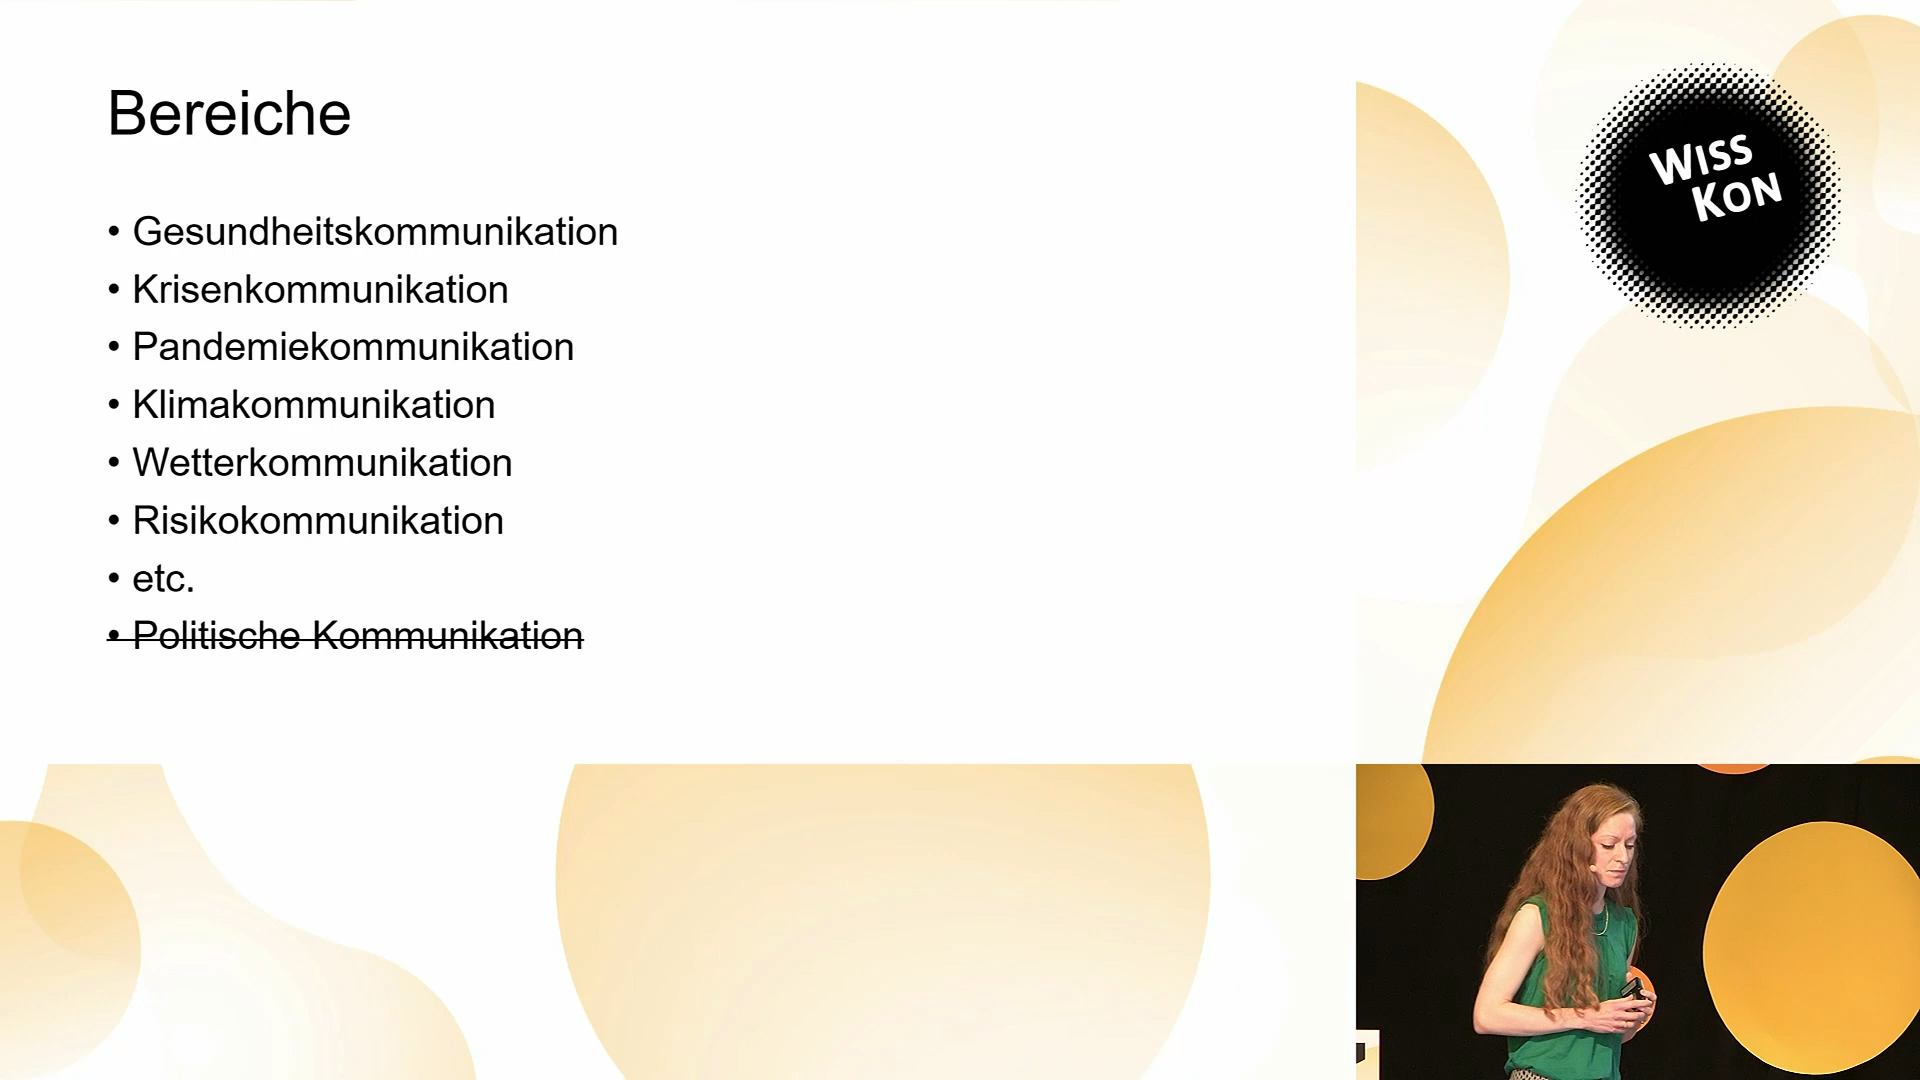 Bereiche
• Gesundheitskommunikation
• Krisenkommunikation
• Pandemiekommunikation
• Klimakommunikation
• Wetterkommunikation
• Risikokommunikation
• etc.
• Politische Kommunikation
WISS
KON